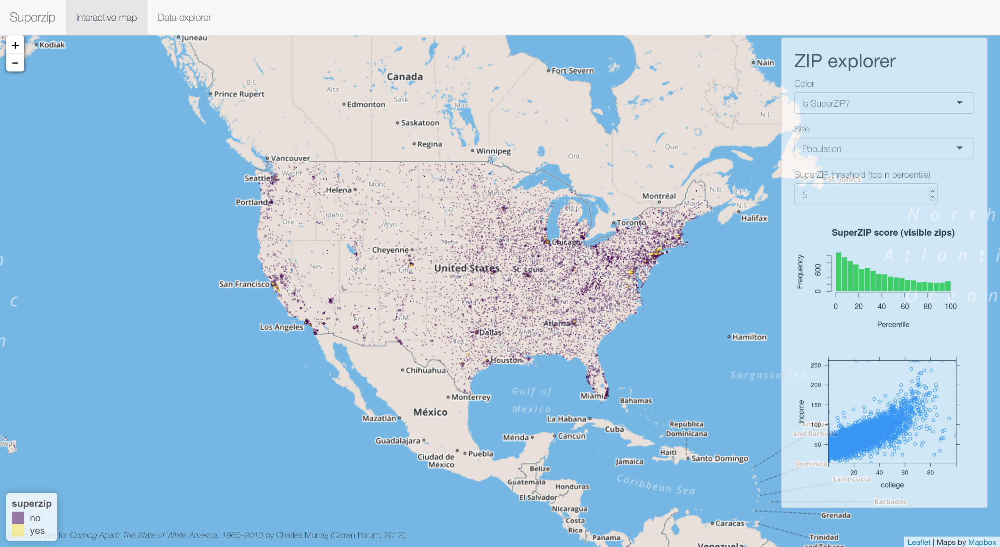 Superzip
Interactive map
Data explorer
+
−
Juneau
Kodiak
Nain
Fort Severn
Canada
B.C.
Alta.
Prince Rupert
Edmonton
Sask.
Man.
N.L.
Saskatoon
Regina
Winnipeg
Que.
Ont.
Vancouver
Wash.
Seattle
Mont.
N.D.
Helena
Minn.
Montréal
N.B.
P.E.I.
Portland
Maine
N.S.
Idaho
S.D.
Wis.
Mich.
Halifax
Ore.
Wyo.
Toronto
Cheyenne
Nebr.
Iowa
Chicago
Nev.
Utah
Colo.
United States
St. Louis
Ill.
Ohio
Kans.
Mo.
San Francisco
Calif.
Ky.
Okla.
Tenn.
Ark.
Ariz.
N.M.
Atlanta
S.C.
Los Angeles
Dallas
Miss.
Ala.
Ga.
Hamilton
Tex.
La.
Houston
Chihuahua
Fla.
Sargasso Sea
Gulf of
Mexico
Miami
Bahamas
Monterrey
México
Mazatlán
La Habana
Cuba
República
Dominicana
Mérida
Cancún
Guadalajara
Haiti
Santo Domingo
Puebla
Ciudad de
México
Jamaica
Belize
Guatemala
Honduras
Caribbean Sea
El Salvador
Nicaragua
Costa
Rica
Panama
Caracas
Grenada
Trinidad
and Tobago
Venezuela
awaii
n
c
n
ZIP explorer
Color
Is SuperZIP?
Size
Population
SuperZIP threshold (top n percentile)
St. John's
5
North
Atlanti
Ocean
SuperZIP score (visible zips)
Frequency
600
0
0 20 40 60 80 100
Percentile
250
200
150
100
50
income
20 40 60 80
college
Antigua
and Barbuda
Dominica
Saint Lucia
Barbados
superzip
no
yes
Data compiled for Coming Apart: The State of White America, 1960–2010 by Charles Murray (Crown Forum, 2012).
Leaflet | Maps by Mapbox